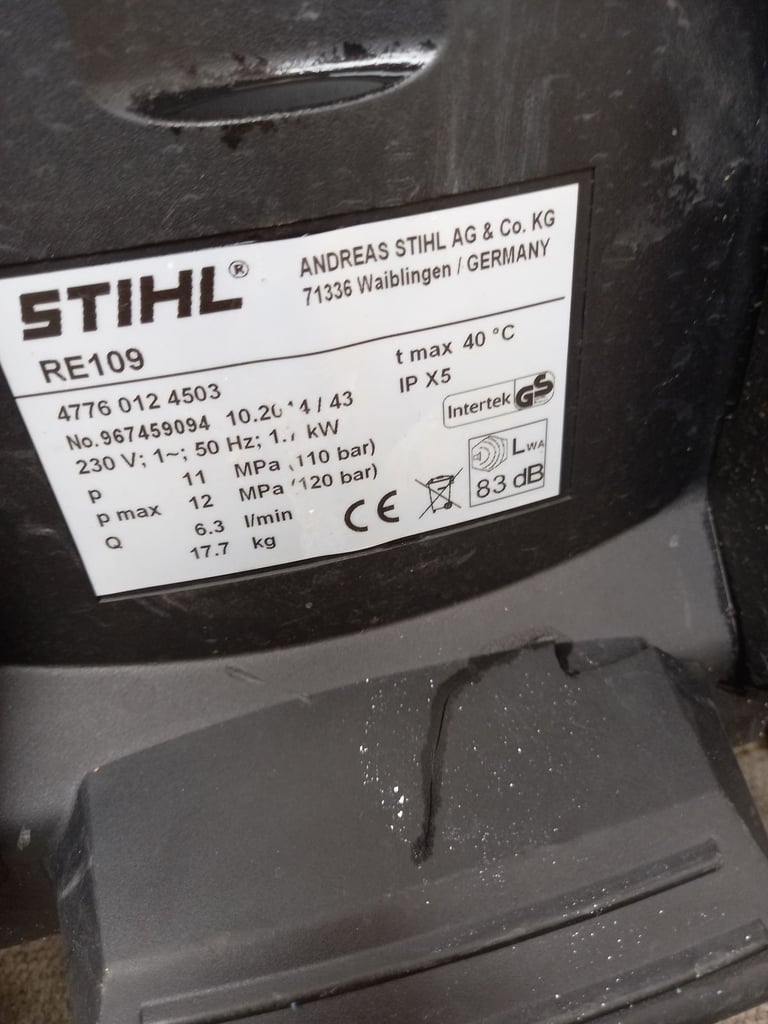 STIHL®
ANDREAS STIHL AG & Co. KG
71336 Waiblingen / GERMANY
RE109
4776 012 4503
t max 40 °C
No.967459094
/ 43
IP X5
230 V; 1~; 50 Hz; kW
Intertek GS
p 11 MPa (110 bar)
p max 12 MPa (120 bar)
Q 6.3 l/min
17.7 kg
CE
LWA
83 dB